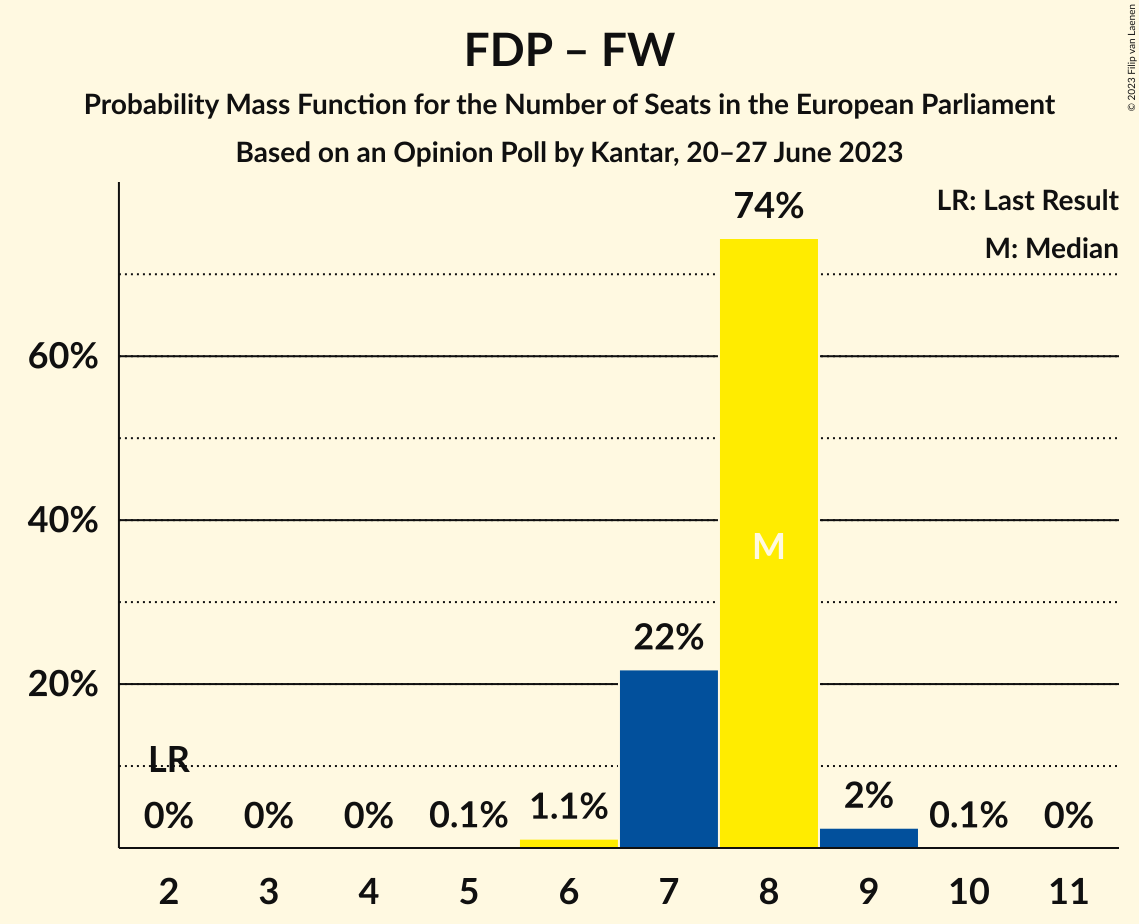 FDP – FW
Probability Mass Function for the Number of Seats in the European Parliament
Based on an Opinion Poll by Kantar, 20–27 June 2023
© 2023 Filip van Laenen
LR: Last Result
M: Median
74%
60%
40%
M
22%
20%
LR
0%
0%
0%
0.1%
1.1%
2%
0.1%
0%
2 3 4 5 6 7 8 9 10 11